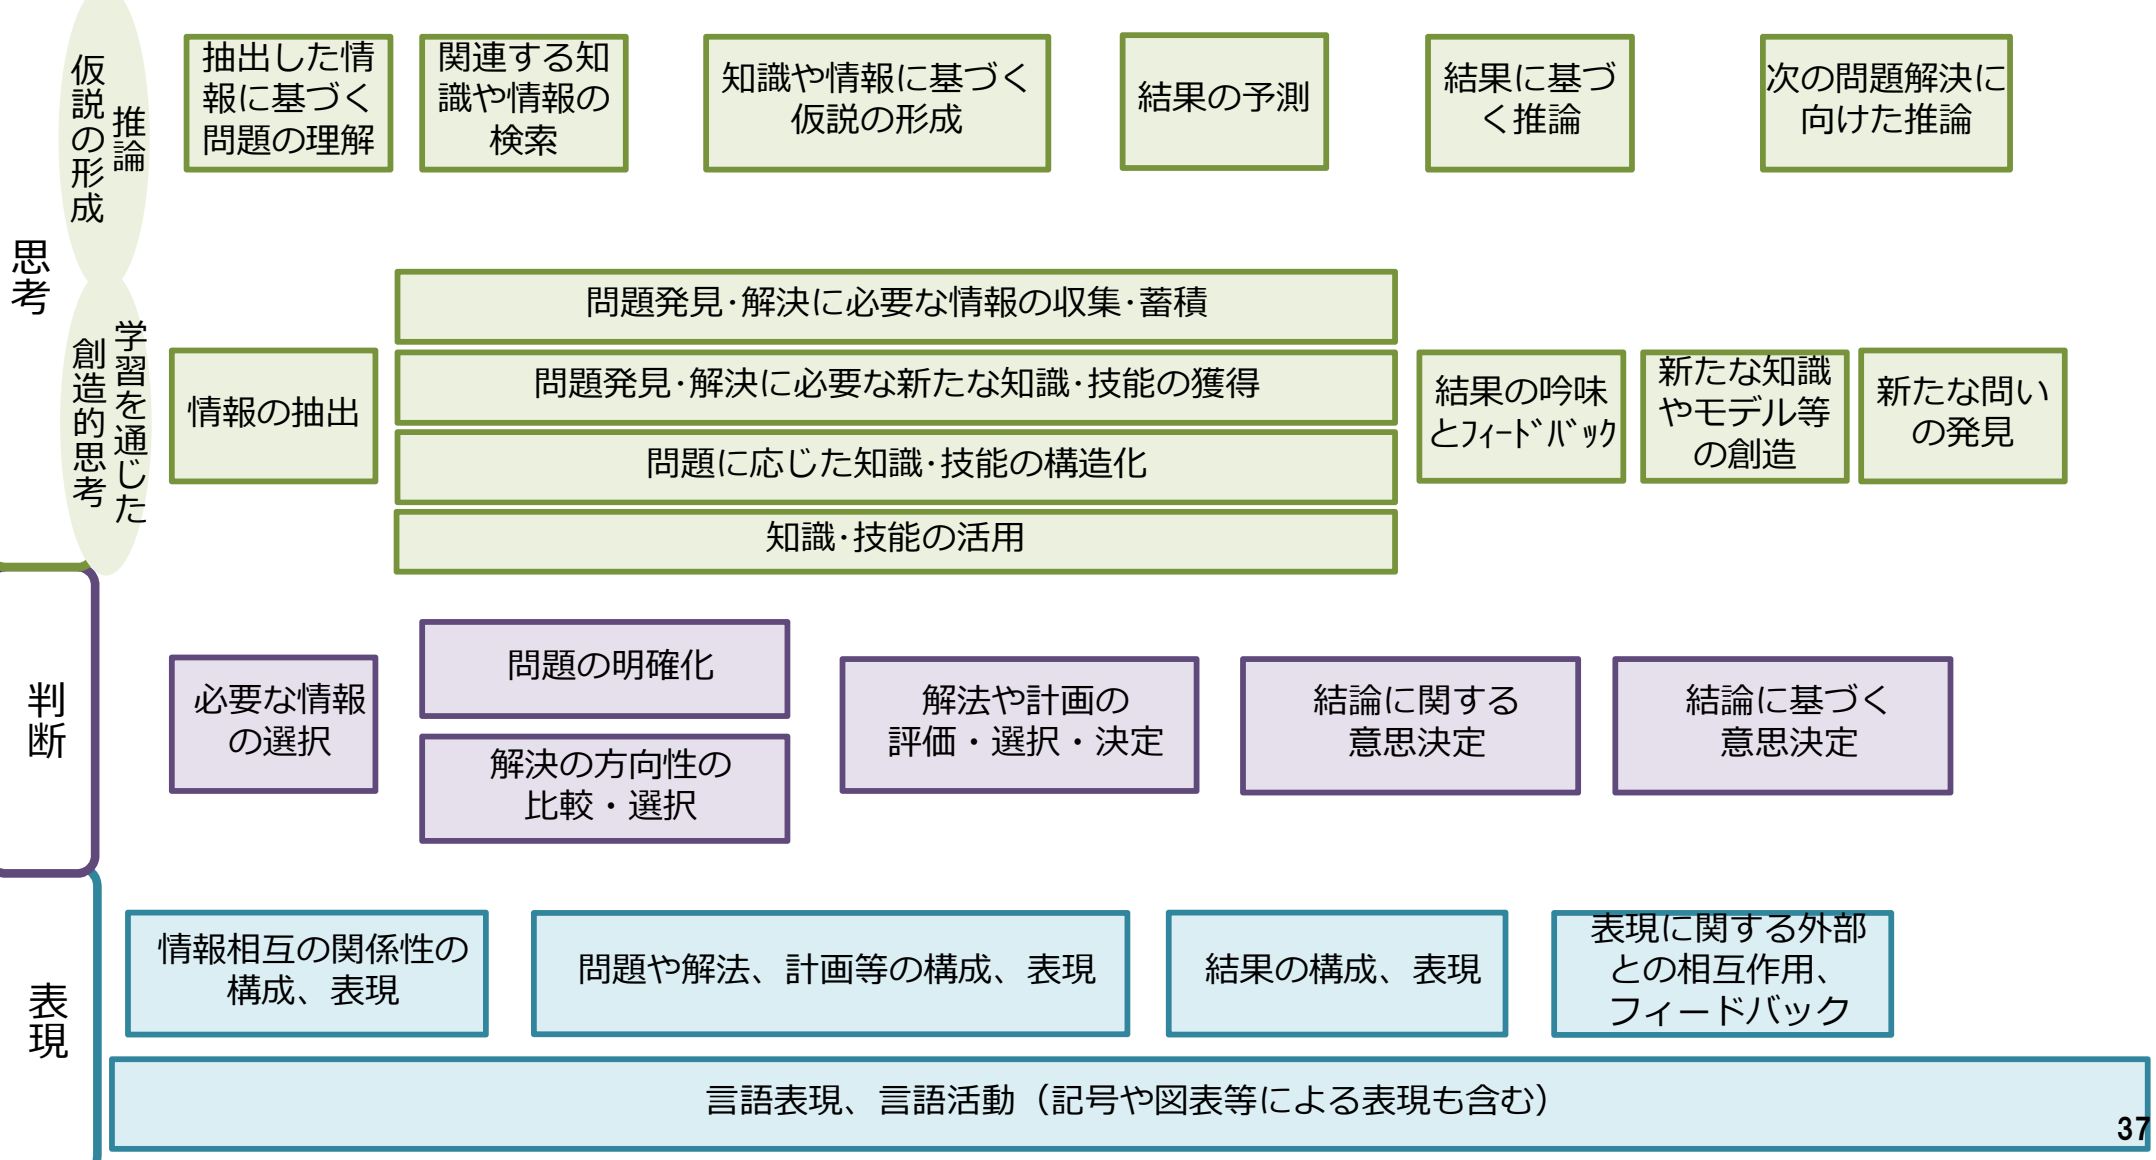 思考
仮説の形成
推論
抽出した情
報に基づく
問題の理解
関連する知
識や情報の
検索
知識や情報に基づく
仮説の形成
結果の予測
結果に基づ
く推論
次の問題解決に
向けた推論
学習を通じた
創造的思考
情報の抽出
問題発見･解決に必要な情報の収集･蓄積
問題発見･解決に必要な新たな知識･技能の獲得
問題に応じた知識･技能の構造化
知識･技能の活用
結果の吟味
とﾌｨｰﾄﾞﾊﾞｯｸ
新たな知識
やモデル等
の創造
新たな問い
の発見
判断
必要な情報
の選択
問題の明確化
解決の方向性の
比較・選択
解法や計画の
評価・選択・決定
結論に関する
意思決定
結論に基づく
意思決定
表現
情報相互の関係性の
構成、表現
問題や解法、計画等の構成、表現
結果の構成、表現
表現に関する外部
との相互作用、
フィードバック
言語表現、言語活動（記号や図表等による表現も含む）
37